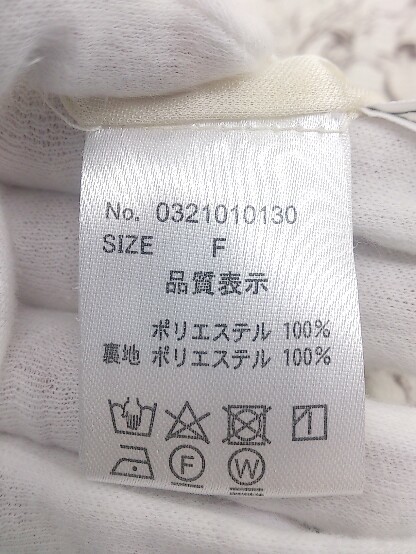 No. 0321010130
SIZE F
品質表示
ポリエステル 100%
裏地 ポリエステル 100%
F W